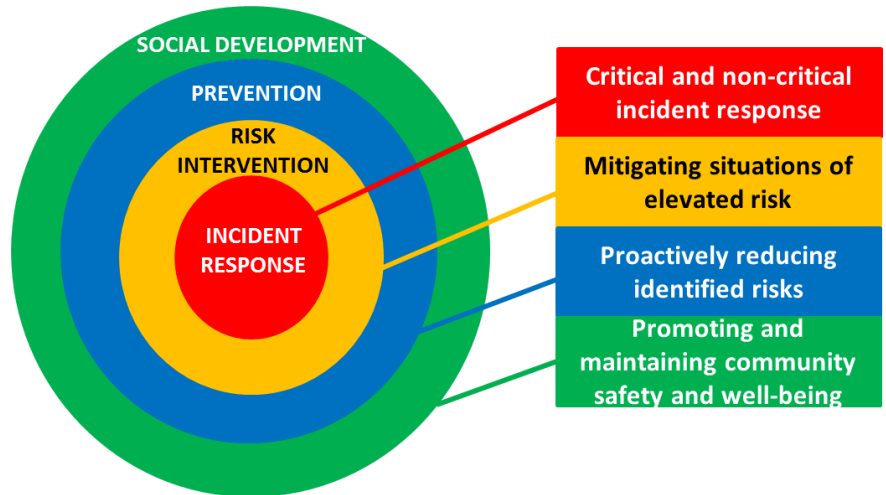 SOCIAL DEVELOPMENT
PREVENTION
RISK
INTERVENTION
INCIDENT
RESPONSE
Critical and non-critical
incident response
Mitigating situations of
elevated risk
Proactively reducing
identified risks
Promoting and
maintaining community
safety and well-being